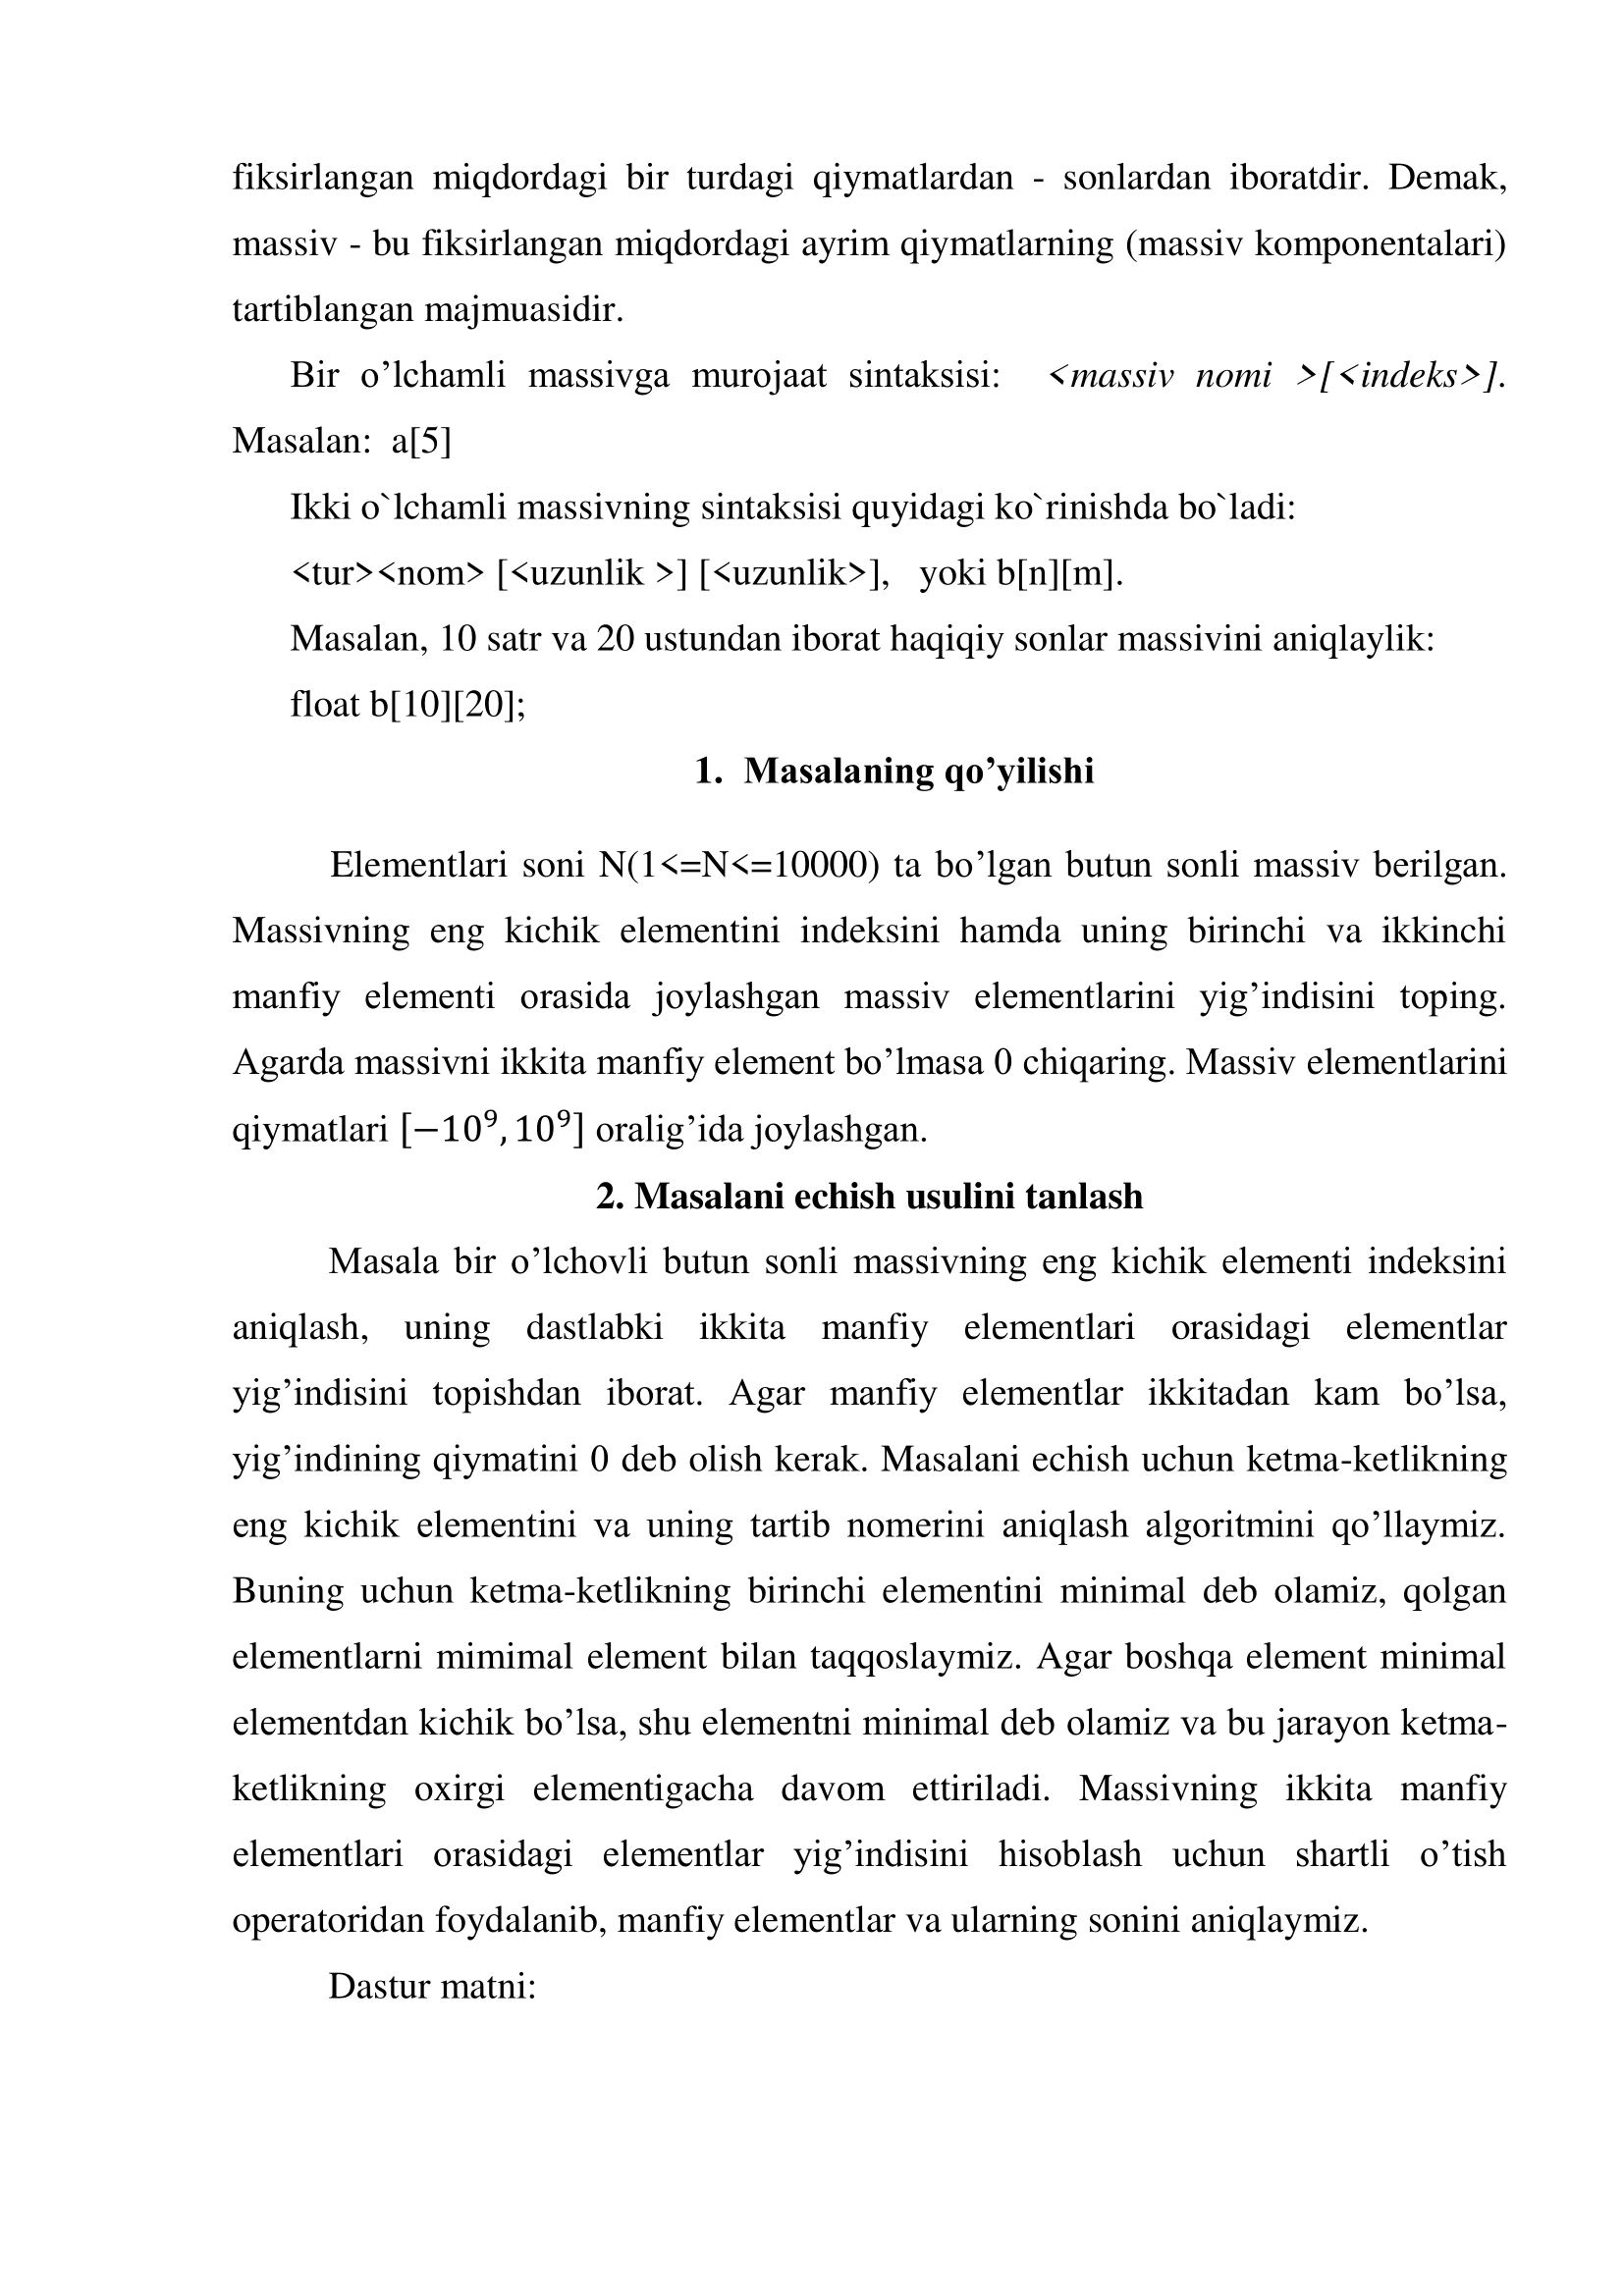 fiksirlangan miqdordagi bir turdagi qiymatlardan - sonlardan iboratdir. Demak,
massiv - bu fiksirlangan miqdordagi ayrim qiymatlarning (massiv komponentalari)
tartiblangan majmuasidir.
Bir o’lchamli massivga murojaat sintaksisi: <massiv nomi >[<indeks>].
Masalan: a[5]
Ikki o`lchamli massivning sintaksisi quyidagi ko`rinishda bo`ladi:
<tur><nom> [<uzunlik >] [<uzunlik>], yoki b[n][m].
Masalan, 10 satr va 20 ustundan iborat haqiqiy sonlar massivini aniqlaylik:
float b[10][20];
1. Masalaning qo’yilishi
Elementlari soni N(1<=N<=10000) ta bo’lgan butun sonli massiv berilgan.
Massivning eng kichik elementini indeksini hamda uning birinchi va ikkinchi
manfiy elementi orasida joylashgan massiv elementlarini yig’indisini toping.
Agarda massivni ikkita manfiy element bo’lmasa 0 chiqaring. Massiv elementlarini
qiymatlari [−10⁹, 10⁹] oralig’ida joylashgan.
2. Masalani echish usulini tanlash
Masala bir o’lchovli butun sonli massivning eng kichik elementi indeksini
aniqlash, uning dastlabki ikkita manfiy elementlari orasidagi elementlar
yig’indisini topishdan iborat. Agar manfiy elementlar ikkitadan kam bo’lsa,
yig’indining qiymatini 0 deb olish kerak. Masalani echish uchun ketma-ketlikning
eng kichik elementini va uning tartib nomerini aniqlash algoritmini qo’llaymiz.
Buning uchun ketma-ketlikning birinchi elementini minimal deb olamiz, qolgan
elementlarni mimimal element bilan taqqoslaymiz. Agar boshqa element minimal
elementdan kichik bo’lsa, shu elementni minimal deb olamiz va bu jarayon ketma-
ketlikning oxirgi elementigacha davom ettiriladi. Massivning ikkita manfiy
elementlari orasidagi elementlar yig’indisini hisoblash uchun shartli o’tish
operatoridan foydalanib, manfiy elementlar va ularning sonini aniqlaymiz.
Dastur matni: